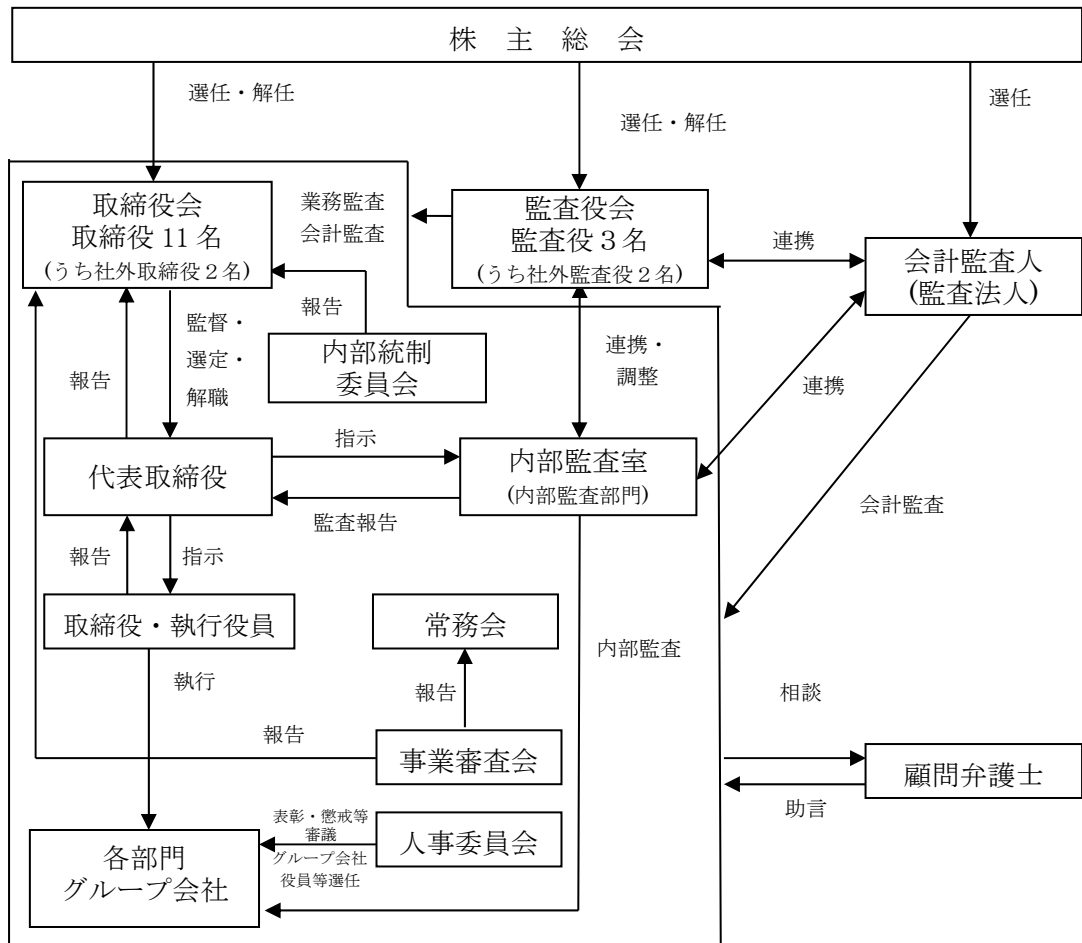 株 主 総 会
選任・解任
選任・解任
選任
取締役会
取締役 11 名
(うち社外取締役２名)
業務監査
会計監査
監査役会
監査役３名
(うち社外監査役２名)
連携
会計監査人
(監査法人)
報告
監督・
選定・
解職
報告
内部統制
委員会
連携・
調整
連携
代表取締役
指示
監査報告
内部監査室
(内部監査部門)
会計監査
報告
指示
取締役・執行役員
常務会
内部監査
執行
報告
相談
報告
事業審査会
顧問弁護士
助言
表彰・懲戒等
審議
グループ会社
役員等選任
人事委員会
各部門
グループ会社